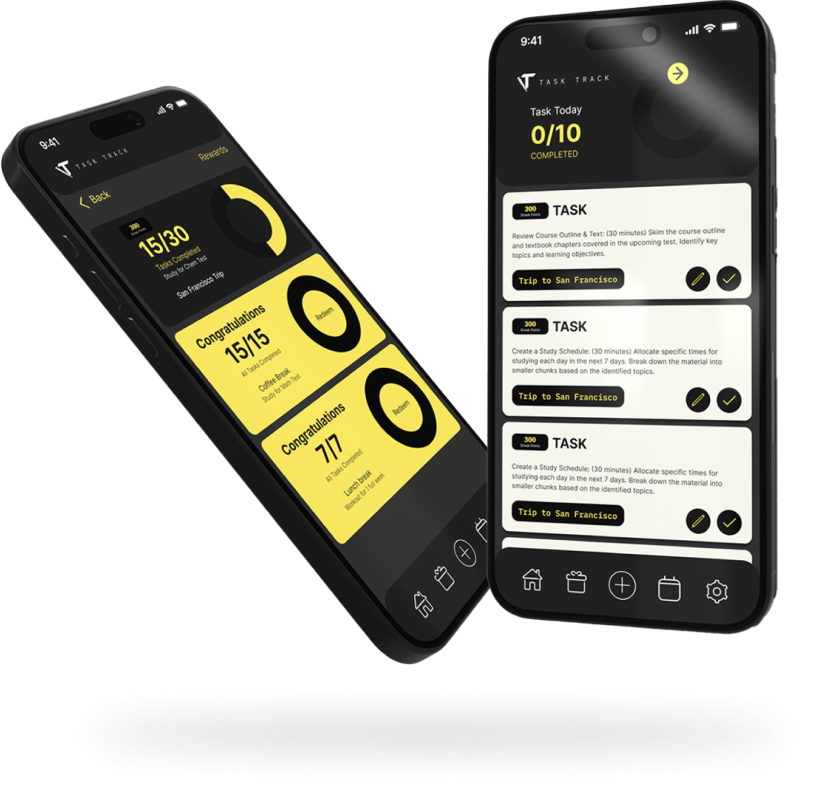 9:41
TASK TRACK
Rewards
Back
300
15/30
Tasks Completed
Study for Chem Test
San Francisco Trip
Congratulations
15/15
All Tasks Completed
Coffee Break
Study for Math Test
Redeem
Congratulations
7/7
All Tasks Completed
Lunch break
Workout for 1 full week
Redeem
9:41
TASK TRACK
Task Today
0/10
COMPLETED
300
Streak Points
TASK
Review Course Outline & Text: (30 minutes) Skim the course outline
and textbook chapters covered in the upcoming test. Identify key
topics and learning objectives.
Trip to San Francisco
300
Streak Points
TASK
Create a Study Schedule: (30 minutes) Allocate specific times for
studying each day in the next 7 days. Break down the material into
smaller chunks based on the identified topics.
Trip to San Francisco
300
Streak Points
TASK
Create a Study Schedule: (30 minutes) Allocate specific times for
studying each day in the next 7 days. Break down the material into
smaller chunks based on the identified topics.
Trip to San Francisco